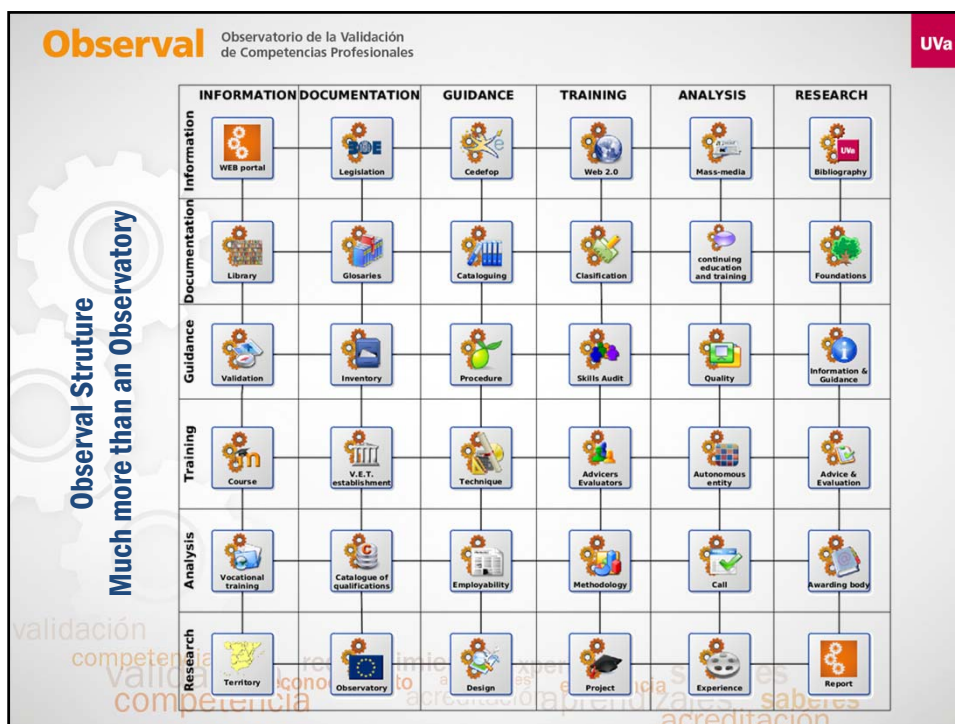 Observal
Observatorio de la Validación
de Competencias Profesionales
UVa
Observal Struture
Much more than an Observatory
INFORMATION DOCUMENTATION GUIDANCE TRAINING ANALYSIS RESEARCH
Information
WEB portal
BOE
Legislation
Cedefop
Web 2.0
Mass-media
UVa
Bibliography
Documentation
Library
Glosaries
Cataloguing
Clasification
continuing
education
and training
Foundations
Guidance
Validation
Inventory
Procedure
Skills Audit
Quality
Information &
Guidance
Training
Course
V.E.T.
establishment
Technique
Advicers
Evaluators
Autonomous
entity
Advice &
Evaluation
Analysis
Vocational
training
Catalogue of
qualifications
Employability
Methodology
Call
Awarding body
Research
Territory
Observatory
Design
Project
Experience
Report
validación
competencia
competencia
acreditación
aprendizajes
saberes
acreditación